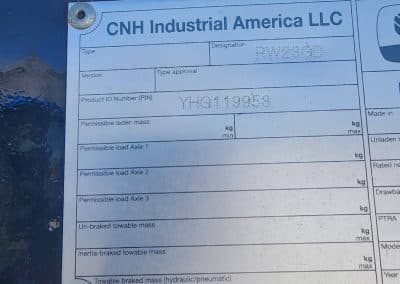 CNH Industrial America LLC
Type
Designation
RW23GD
Version
Type approval
Product ID Number (PIN)
YHG119953
Permissible laden mass
kg
min
kg
max
Made in
Permissible load Axle 1
kg
Unladen
Permissible load Axle 2
kg
Rated
Permissible load Axle 3
kg
Drawba
Un-braked towable mass
kg
max
PTRA
Inertia-braked towable mass
kg
max
Model
Towable braked mass (hydraulic/pneumatic)
Year